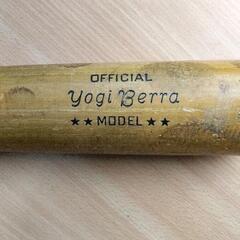 OFFICIAL
Yogi Berra
★★ MODEL ★★